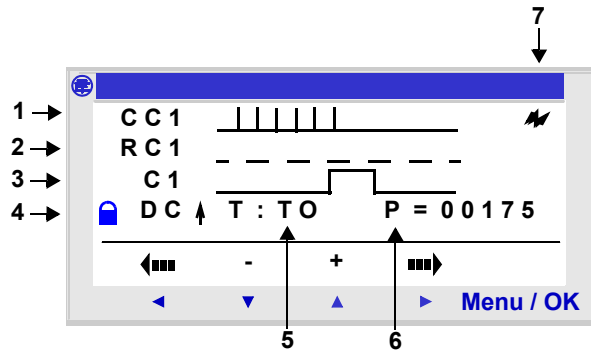 7
1 CC1
2 RC1
3 C1
4 DC T : TO P = 00175
- +
Menu / OK
5 6